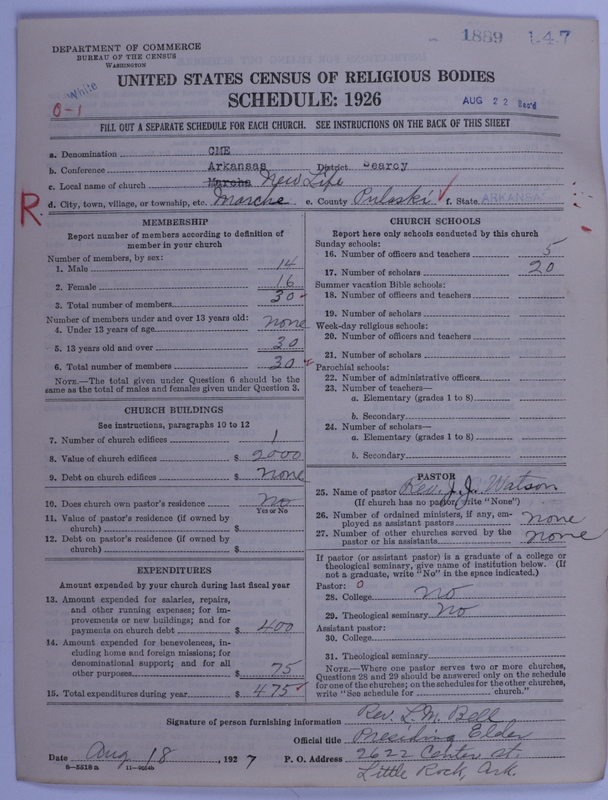 1889 1.47
DEPARTMENT OF COMMERCE
BUREAU OF THE CENSUS
WASHINGTON
White
0-1
UNITED STATES CENSUS OF RELIGIOUS BODIES
SCHEDULE: 1926
AUG 22 Rec'd
FILL OUT A SEPARATE SCHEDULE FOR EACH CHURCH. SEE INSTRUCTIONS ON THE BACK OF THIS SHEET
a. Denomination CME
b. Conference Arkansas District Searcy
c. Local name of church Marche New Life
R
d. City, town, village, or township, etc. Marche e. County Pulaski f. State ARKANSAS
MEMBERSHIP
Report number of members according to definition of
member in your church
Number of members, by sex:
1. Male 14
2. Female 16
3. Total number of members 30
Number of members under and over 13 years old:
4. Under 13 years of age none
5. 13 years old and over 30
6. Total number of members 30
NOTE.—The total given under Question 6 should be the
same as the total of males and females given under Question 3.
CHURCH BUILDINGS
See instructions, paragraphs 10 to 12
7. Number of church edifices 1
8. Value of church edifices $ 2000
9. Debt on church edifices $ none
10. Does church own pastor's residence No
Yes or No
11. Value of pastor's residence (if owned by
church) $
12. Debt on pastor's residence (if owned by
church) $
EXPENDITURES
Amount expended by your church during last fiscal year
13. Amount expended for salaries, repairs,
and other running expenses; for im-
provements or new buildings; and for
payments on church debt $ 400
14. Amount expended for benevolences, in-
cluding home and foreign missions; for
denominational support; and for all
other purposes $ 75
15. Total expenditures during year $ 475
CHURCH SCHOOLS
Report here only schools conducted by this church
Sunday schools:
16. Number of officers and teachers 5
17. Number of scholars 20
Summer vacation Bible schools:
18. Number of officers and teachers
19. Number of scholars
Week-day religious schools:
20. Number of officers and teachers
21. Number of scholars
Parochial schools:
22. Number of administrative officers
23. Number of teachers—
a. Elementary (grades 1 to 8)
b. Secondary
24. Number of scholars—
a. Elementary (grades 1 to 8)
b. Secondary
PASTOR
25. Name of pastor Rev. J. J. Watson
(If church has no pastor, write "None")
26. Number of ordained ministers, if any, em-
ployed as assistant pastors none
27. Number of other churches served by the
pastor or his assistants none
If pastor (or assistant pastor) is a graduate of a college or
theological seminary, give name of institution below. (If
not a graduate, write "No" in the space indicated.)
Pastor: 0
28. College no
29. Theological seminary No
Assistant pastor:
30. College
31. Theological seminary
NOTE.—Where one pastor serves two or more churches,
Questions 28 and 29 should be answered only on the schedule
for one of the churches; on the schedules for the other churches,
write "See schedule for church."
Signature of person furnishing information Rev. L. M. Bell
Official title Presiding Elder
Date Aug 18, 1927 P. O. Address 2622 Center st.
Little Rock, Ark.